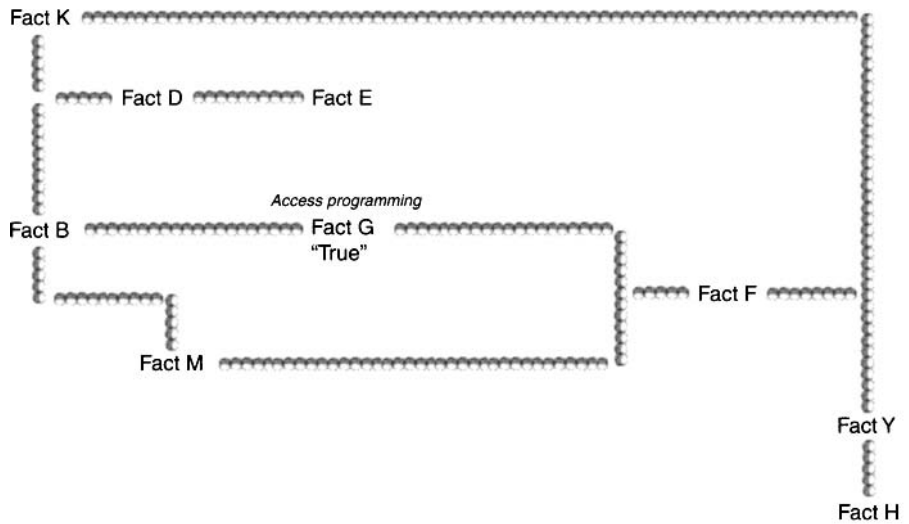 Fact K
Fact D
Fact E
Access programming
Fact B
Fact G
“True”
Fact F
Fact M
Fact Y
Fact H